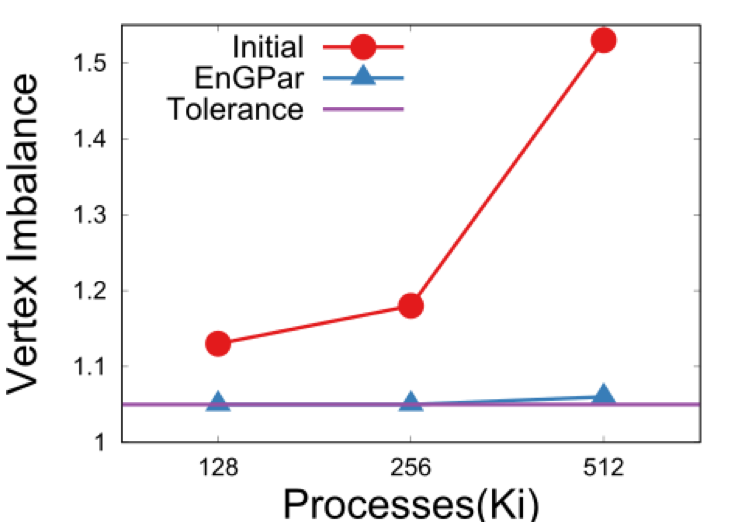 Initial
EnGPar
Tolerance
Vertex Imbalance
1.5
1.4
1.3
1.2
1.1
1
128 256 512
Processes(Ki)